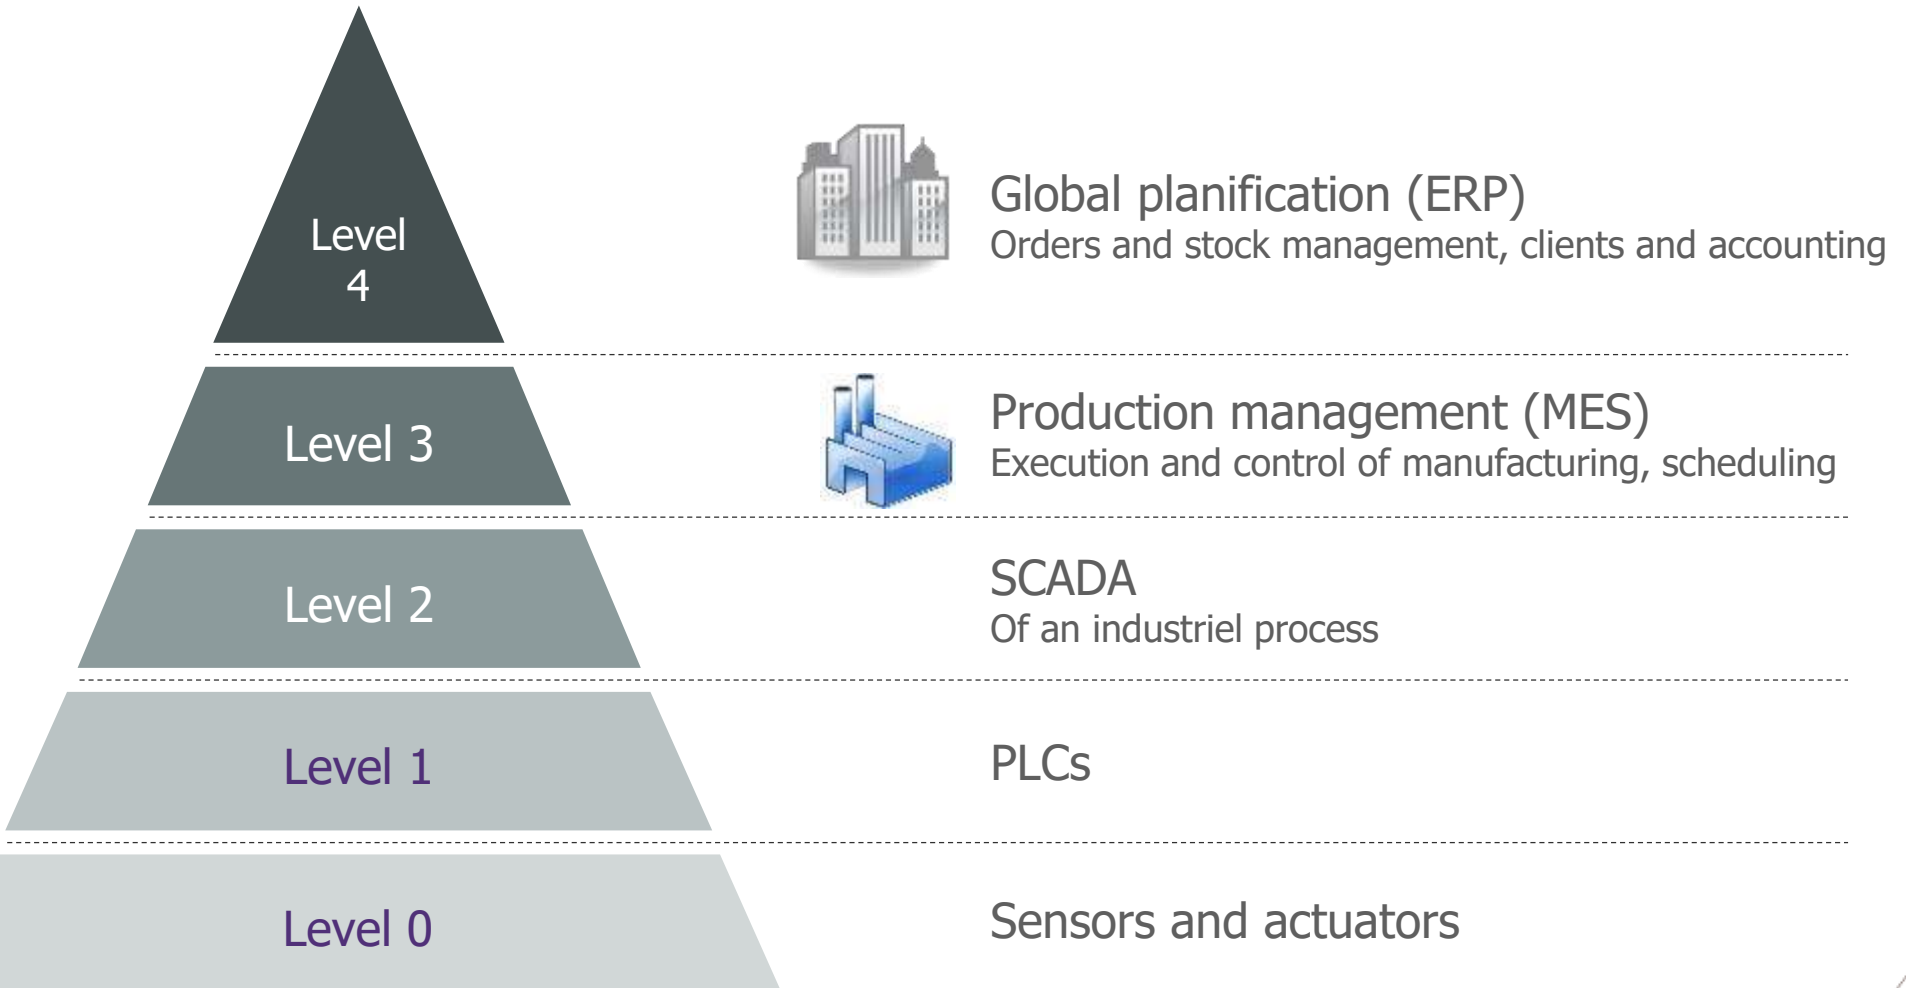 Level
4
Global planification (ERP)
Orders and stock management, clients and accounting
Level 3
Production management (MES)
Execution and control of manufacturing, scheduling
Level 2
SCADA
Of an industriel process
Level 1
PLCs
Level 0
Sensors and actuators